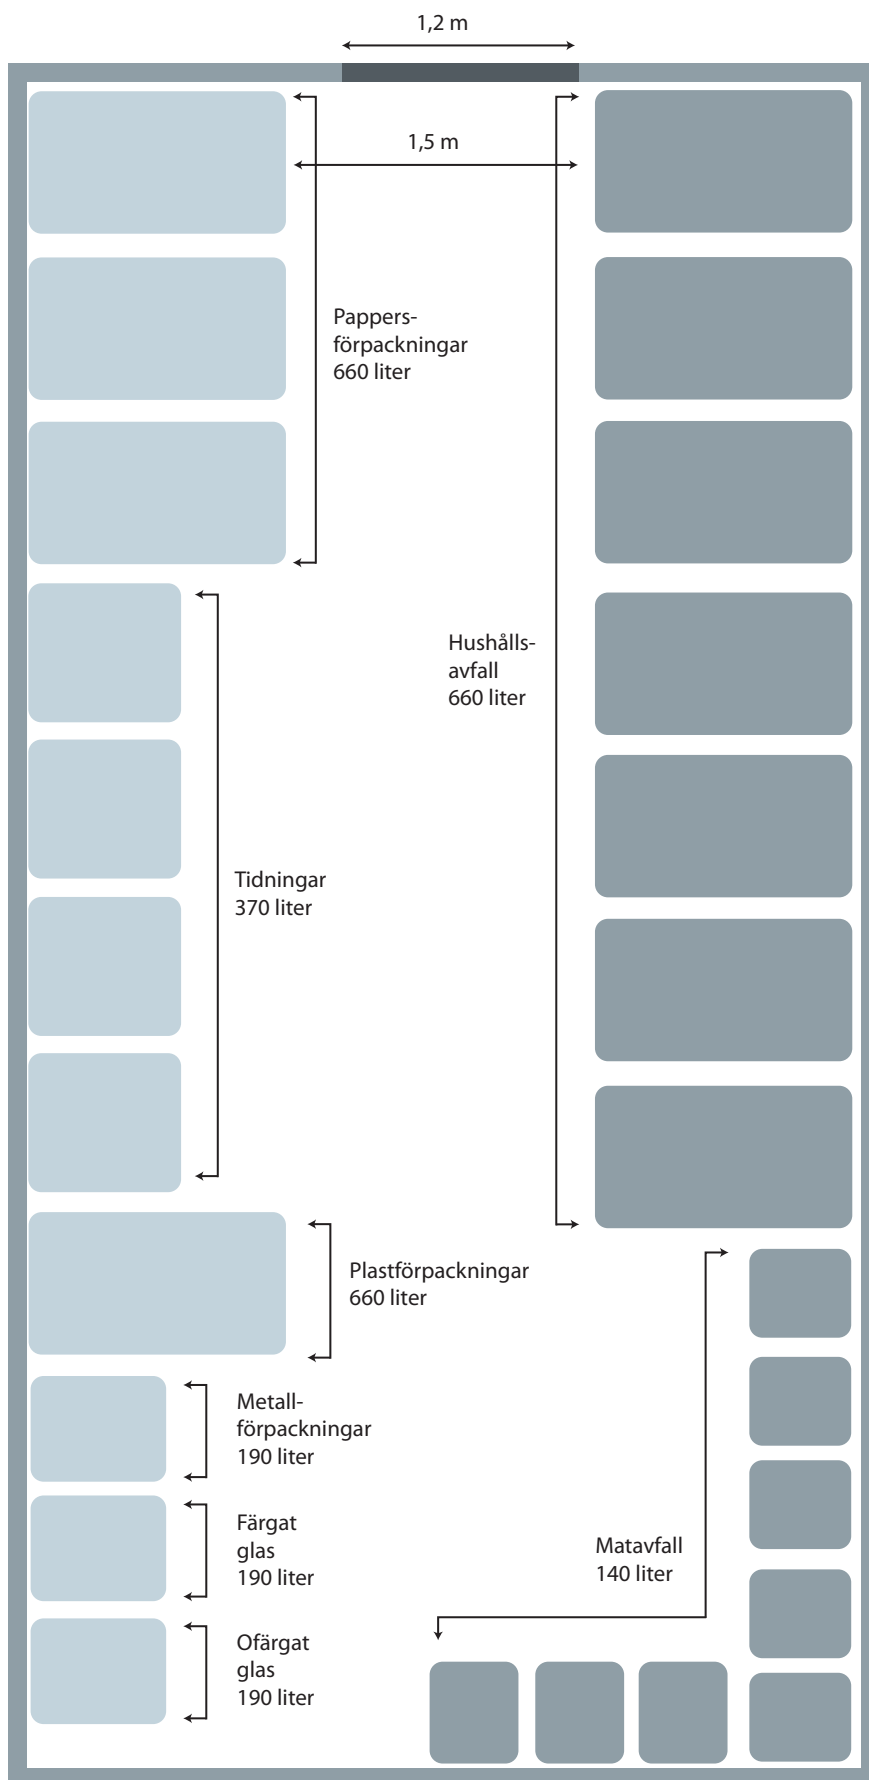 1,2 m
1,5 m
Pappers-
förpackningar
660 liter
Hushålls-
avfall
660 liter
Tidningar
370 liter
Plastförpackningar
660 liter
Metall-
förpackningar
190 liter
Färgat
glas
190 liter
Matavfall
140 liter
Ofärgat
glas
190 liter